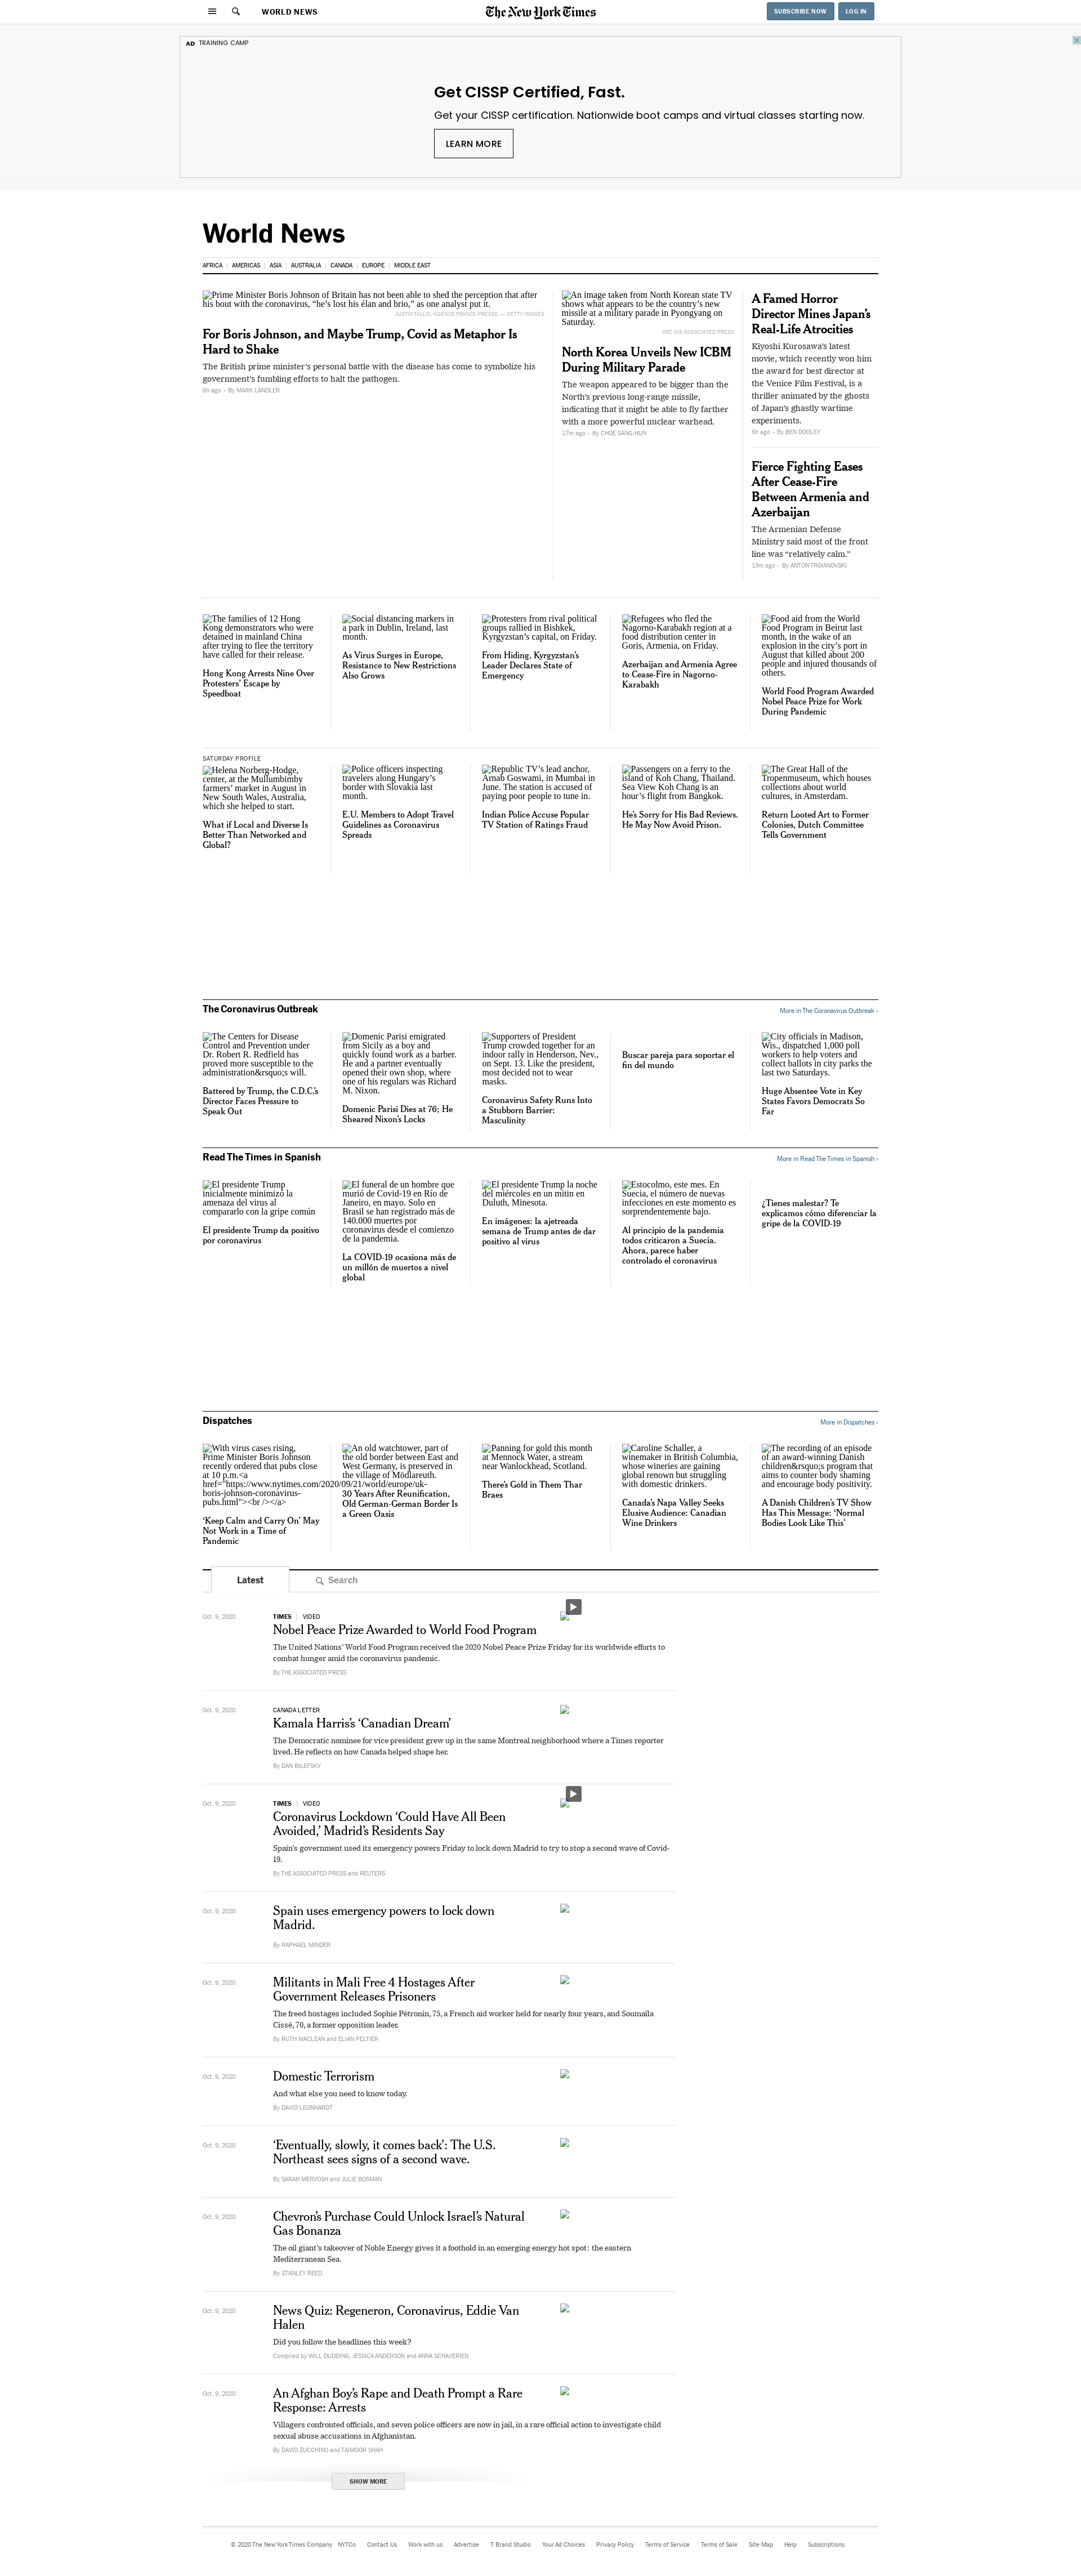 WORLD NEWS
The New York Times
SUBSCRIBE NOW
LOG IN
AD TRAINING CAMP
Get CISSP Certified, Fast.
Get your CISSP certification. Nationwide boot camps and virtual classes starting now.
LEARN MORE
World News
AFRICA | AMERICAS | ASIA | AUSTRALIA | CANADA | EUROPE | MIDDLE EAST
Prime Minister Boris Johnson of Britain has not been able to shed the perception that after
his bout with the coronavirus, “he’s lost his élan and brio,” as one analyst put it.
JUSTIN TALLIS/AGENCE FRANCE-PRESSE — GETTY IMAGES
For Boris Johnson, and Maybe Trump, Covid as Metaphor Is
Hard to Shake
The British prime minister’s personal battle with the disease has come to symbolize his
government’s fumbling efforts to halt the pathogen.
6h ago • By MARK LANDLER
An image taken from North Korean state TV
shows what appears to be the country’s new
missile at a military parade in Pyongyang on
Saturday.
KRT, VIA ASSOCIATED PRESS
North Korea Unveils New ICBM
During Military Parade
The weapon appeared to be bigger than the
North’s previous long-range missile,
indicating that it might be able to fly farther
with a more powerful nuclear warhead.
17m ago • By CHOE SANG-HUN
A Famed Horror
Director Mines Japan’s
Real-Life Atrocities
Kiyoshi Kurosawa’s latest
movie, which recently won him
the award for best director at
the Venice Film Festival, is a
thriller animated by the ghosts
of Japan’s ghastly wartime
experiments.
6h ago • By BEN DOOLEY
Fierce Fighting Eases
After Cease-Fire
Between Armenia and
Azerbaijan
The Armenian Defense
Ministry said most of the front
line was “relatively calm.”
13m ago • By ANTON TROIANOVSKI
The families of 12 Hong
Kong demonstrators who were
detained in mainland China
after trying to flee the territory
have called for their release.
Hong Kong Arrests Nine Over
Protesters’ Escape by
Speedboat
Social distancing markers in
a park in Dublin, Ireland, last
month.
As Virus Surges in Europe,
Resistance to New Restrictions
Also Grows
Protesters from rival political
groups rallied in Bishkek,
Kyrgyzstan’s capital, on Friday.
From Hiding, Kyrgyzstan’s
Leader Declares State of
Emergency
Refugees who fled the
Nagorno-Karabakh region at a
food distribution center in
Goris, Armenia, on Friday.
Azerbaijan and Armenia Agree
to Cease-Fire in Nagorno-
Karabakh
Food aid from the World
Food Program in Beirut last
month, in the wake of an
explosion in the city’s port in
August that killed about 200
people and injured thousands of
others.
World Food Program Awarded
Nobel Peace Prize for Work
During Pandemic
SATURDAY PROFILE
Helena Norberg-Hodge,
center, at the Mullumbimby
farmers’ market in August in
New South Wales, Australia,
which she helped to start.
What if Local and Diverse Is
Better Than Networked and
Global?
Police officers inspecting
travelers along Hungary’s
border with Slovakia last
month.
E.U. Members to Adopt Travel
Guidelines as Coronavirus
Spreads
Republic TV’s lead anchor,
Arnab Goswami, in Mumbai in
June. The station is accused of
paying poor people to tune in.
Indian Police Accuse Popular
TV Station of Ratings Fraud
Passengers on a ferry to the
island of Koh Chang, Thailand.
Sea View Koh Chang is an
hour’s flight from Bangkok.
He’s Sorry for His Bad Reviews.
He May Now Avoid Prison.
The Great Hall of the
Tropenmuseum, which houses
collections about world
cultures, in Amsterdam.
Return Looted Art to Former
Colonies, Dutch Committee
Tells Government
The Coronavirus Outbreak
More in The Coronavirus Outbreak ›
The Centers for Disease
Control and Prevention under
Dr. Robert R. Redfield has
proved more susceptible to the
administration&rsquo;s will.
Battered by Trump, the C.D.C.’s
Director Faces Pressure to
Speak Out
Domenic Parisi emigrated
from Sicily as a boy and
quickly found work as a barber.
He and a partner eventually
opened their own shop, where
one of his regulars was Richard
M. Nixon.
Domenic Parisi Dies at 76; He
Sheared Nixon’s Locks
Supporters of President
Trump crowded together for an
indoor rally in Henderson, Nev.,
on Sept. 13. Like the president,
most decided not to wear
masks.
Coronavirus Safety Runs Into
a Stubborn Barrier:
Masculinity
Buscar pareja para soportar el
fin del mundo
City officials in Madison,
Wis., dispatched 1,000 poll
workers to help voters and
collect ballots in city parks the
last two Saturdays.
Huge Absentee Vote in Key
States Favors Democrats So
Far
Read The Times in Spanish
More in Read The Times in Spanish ›
El presidente Trump
inicialmente minimizó la
amenaza del virus al
compararlo con la gripe común
El presidente Trump da positivo
por coronavirus
El funeral de un hombre que
murió de Covid-19 en Río de
Janeiro, en mayo. Solo en
Brasil se han registrado más de
140.000 muertes por
coronavirus desde el comienzo
de la pandemia.
La COVID-19 ocasiona más de
un millón de muertos a nivel
global
El presidente Trump la noche
del miércoles en un mitin en
Duluth, Minesota.
En imágenes: la ajetreada
semana de Trump antes de dar
positivo al virus
Estocolmo, este mes. En
Suecia, el número de nuevas
infecciones en este momento es
sorprendentemente bajo.
Al principio de la pandemia
todos criticaron a Suecia.
Ahora, parece haber
controlado el coronavirus
¿Tienes malestar? Te
explicamos cómo diferenciar la
gripe de la COVID-19
Dispatches
More in Dispatches ›
With virus cases rising,
Prime Minister Boris Johnson
recently ordered that pubs close
at 10 p.m.<a
href="https://www.nytimes.com/2020/09/21/world/europe/uk-
boris-johnson-coronavirus-
pubs.html"><br /></a>
‘Keep Calm and Carry On’ May
Not Work in a Time of
Pandemic
An old watchtower, part of
the old border between East and
West Germany, is preserved in
the village of Mödlareuth.
30 Years After Reunification,
Old German-German Border Is
a Green Oasis
Panning for gold this month
at Mennock Water, a stream
near Wanlockhead, Scotland.
There’s Gold in Them Thar
Braes
Caroline Schaller, a
winemaker in British Columbia,
whose wineries are gaining
global renown but struggling
with domestic drinkers.
Canada’s Napa Valley Seeks
Elusive Audience: Canadian
Wine Drinkers
The recording of an episode
of an award-winning Danish
children&rsquo;s program that
aims to counter body shaming
and encourage body positivity.
A Danish Children’s TV Show
Has This Message: ‘Normal
Bodies Look Like This’
Latest
Search
Oct. 9, 2020
TIMES | VIDEO
Nobel Peace Prize Awarded to World Food Program
The United Nations’ World Food Program received the 2020 Nobel Peace Prize Friday for its worldwide efforts to
combat hunger amid the coronavirus pandemic.
By THE ASSOCIATED PRESS
Oct. 9, 2020
CANADA LETTER
Kamala Harris’s ‘Canadian Dream’
The Democratic nominee for vice president grew up in the same Montreal neighborhood where a Times reporter
lived. He reflects on how Canada helped shape her.
By DAN BILEFSKY
Oct. 9, 2020
TIMES | VIDEO
Coronavirus Lockdown ‘Could Have All Been
Avoided,’ Madrid’s Residents Say
Spain’s government used its emergency powers Friday to lock down Madrid to try to stop a second wave of Covid-
19.
By THE ASSOCIATED PRESS and REUTERS
Oct. 9, 2020
Spain uses emergency powers to lock down
Madrid.
By RAPHAEL MINDER
Oct. 9, 2020
Militants in Mali Free 4 Hostages After
Government Releases Prisoners
The freed hostages included Sophie Pétronin, 75, a French aid worker held for nearly four years, and Soumaïla
Cissé, 70, a former opposition leader.
By RUTH MACLEAN and ELIAN PELTIER
Oct. 9, 2020
Domestic Terrorism
And what else you need to know today.
By DAVID LEONHARDT
Oct. 9, 2020
‘Eventually, slowly, it comes back’: The U.S.
Northeast sees signs of a second wave.
By SARAH MERVOSH and JULIE BOSMAN
Oct. 9, 2020
Chevron’s Purchase Could Unlock Israel’s Natural
Gas Bonanza
The oil giant’s takeover of Noble Energy gives it a foothold in an emerging energy hot spot: the eastern
Mediterranean Sea.
By STANLEY REED
Oct. 9, 2020
News Quiz: Regeneron, Coronavirus, Eddie Van
Halen
Did you follow the headlines this week?
Compiled by WILL DUDDING, JESSICA ANDERSON and ANNA SCHAVERIEN
Oct. 9, 2020
An Afghan Boy’s Rape and Death Prompt a Rare
Response: Arrests
Villagers confronted officials, and seven police officers are now in jail, in a rare official action to investigate child
sexual abuse accusations in Afghanistan.
By DAVID ZUCCHINO and TAIMOOR SHAH
SHOW MORE
© 2020 The New York Times Company NYTCo Contact Us Work with us Advertise T Brand Studio Your Ad Choices Privacy Policy Terms of Service Terms of Sale Site Map Help Subscriptions